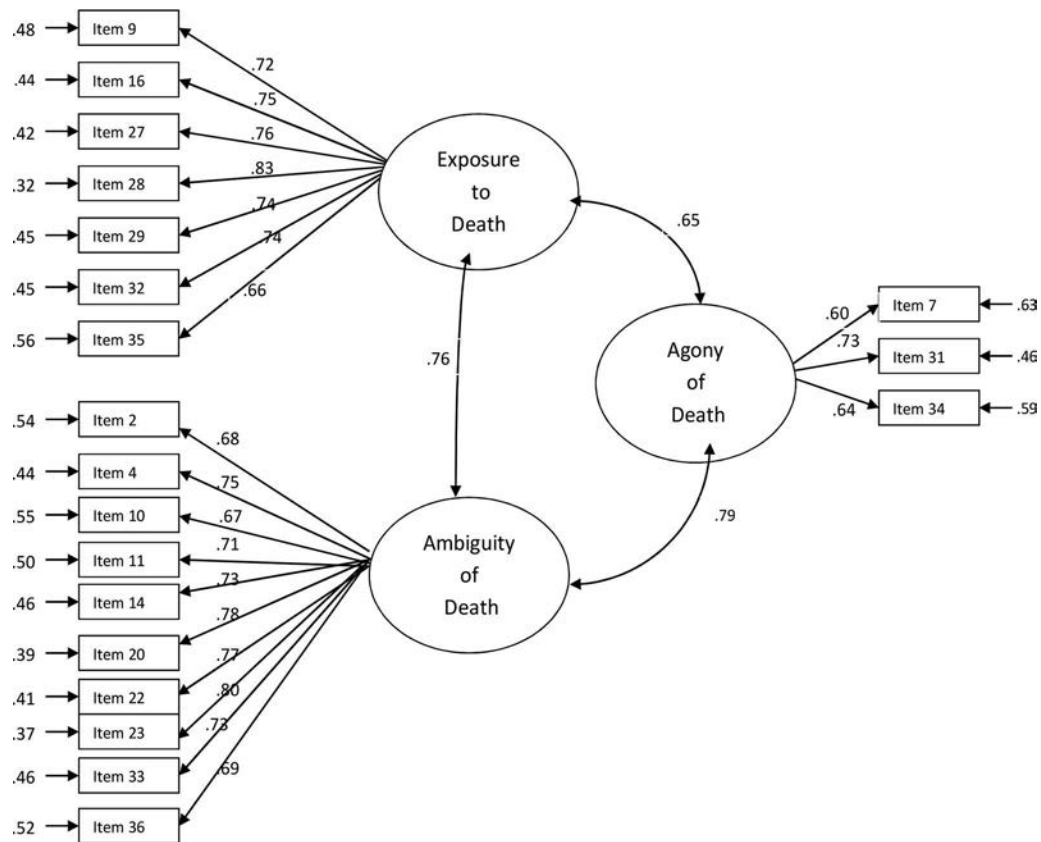 .48 Item 9 .72
.44 Item 16 .75
.42 Item 27 .76
.32 Item 28 .83
.45 Item 29 .74
.45 Item 32 .74
.56 Item 35 .66
Exposure
to
Death
.65
.76
Agony
of
Death
.60 Item 7 .63
.73 Item 31 .46
.64 Item 34 .59
.79
.54 Item 2 .68
.44 Item 4 .75
.55 Item 10 .67
.50 Item 11 .71
.46 Item 14 .73
.39 Item 20 .78
.41 Item 22 .77
.37 Item 23 .80
.46 Item 33 .73
.52 Item 36 .69
Ambiguity
of
Death